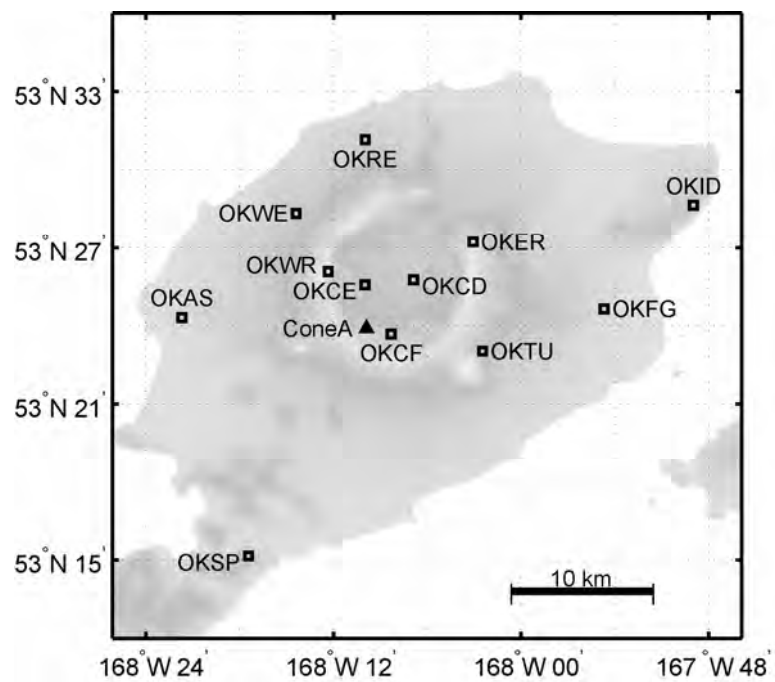 53° N 33'
OKRE
OKID
OKWE
53° N 27'
OKER
OKWR
OKCE
OKCD
OKAS
OKFG
ConeA
OKCF
OKTU
53° N 21'
53° N 15'
OKSP
10 km
168° W 24'
168° W 12'
168° W 00'
167° W 48'